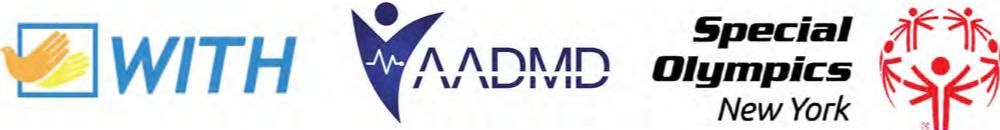 WITH
AADMD
Special
Olympics
New York